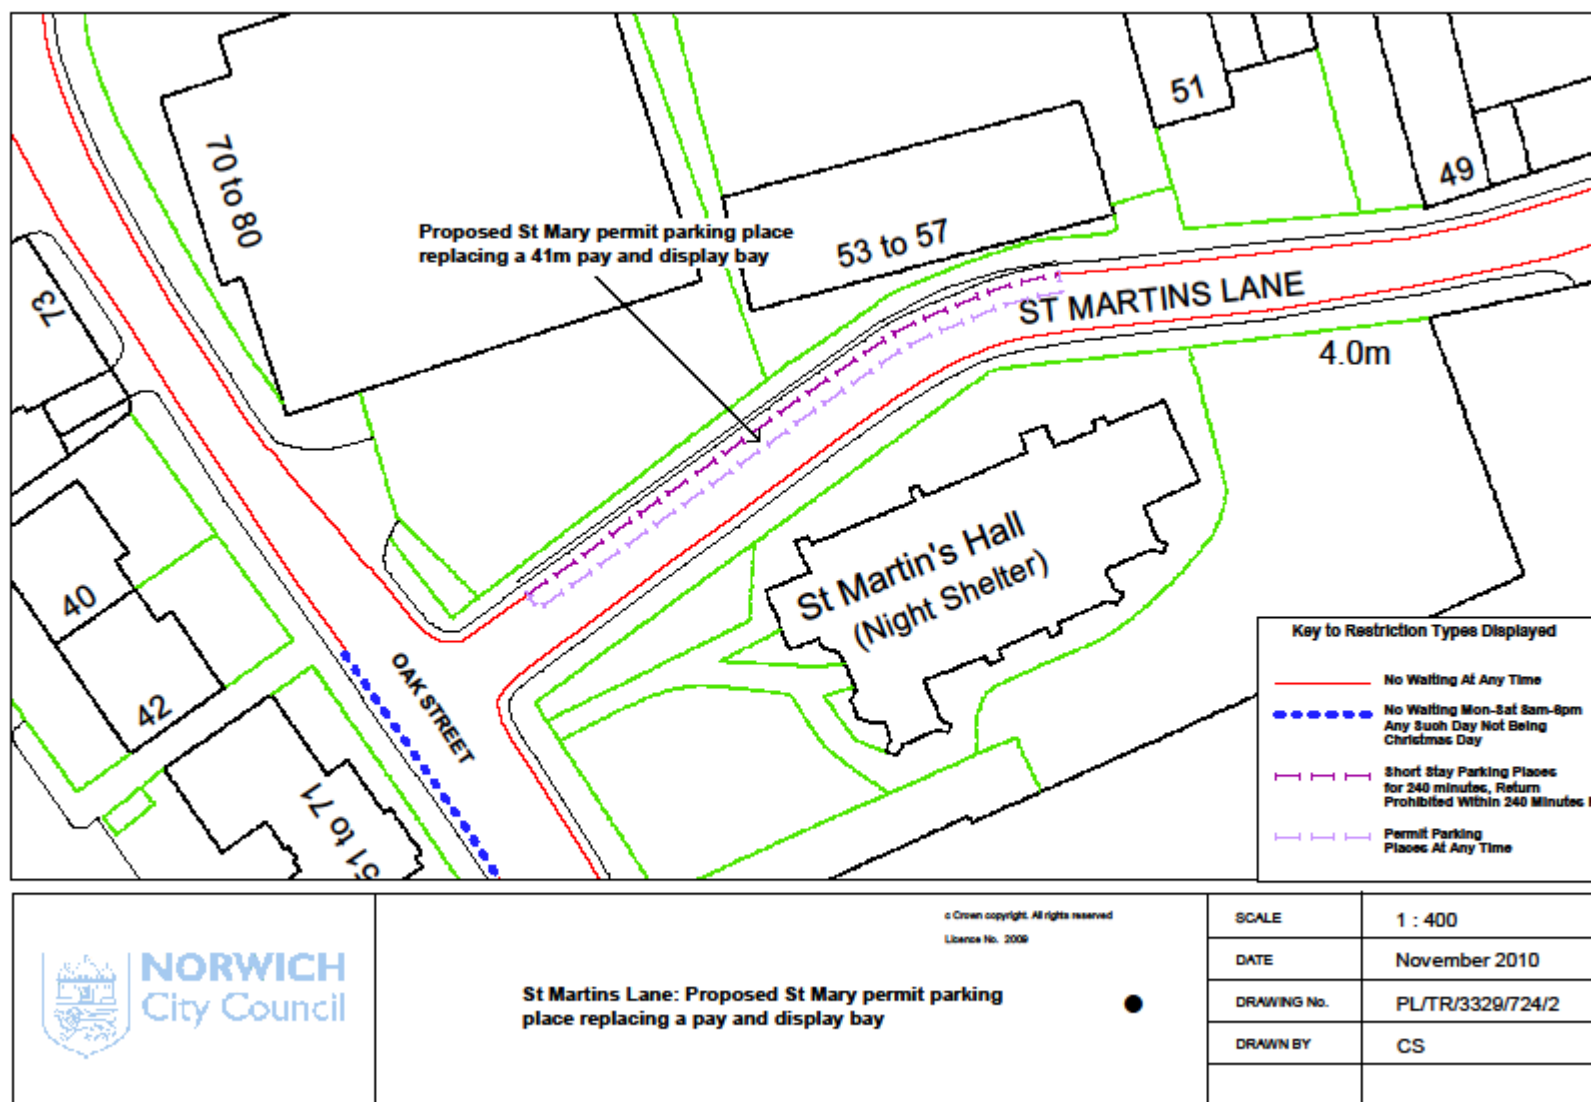 51
49
70 to 80
Proposed St Mary permit parking place
replacing a 41m pay and display bay
53 to 57
ST MARTINS LANE
4.0m
73
St Martin's Hall
(Night Shelter)
40
42
OAK STREET
51 to 71
Key to Restriction Types Displayed
No Waiting At Any Time
No Waiting Mon-Sat 8am-6pm
Any Such Day Not Being
Christmas Day
Short Stay Parking Places
for 240 minutes, Return
Prohibited Within 240 Minutes
Permit Parking
Places At Any Time
NORWICH
City Council
c Crown copyright. All rights reserved
Licence No. 2009
St Martins Lane: Proposed St Mary permit parking
place replacing a pay and display bay
SCALE 1 : 400
DATE November 2010
DRAWING No. PL/TR/3329/724/2
DRAWN BY CS